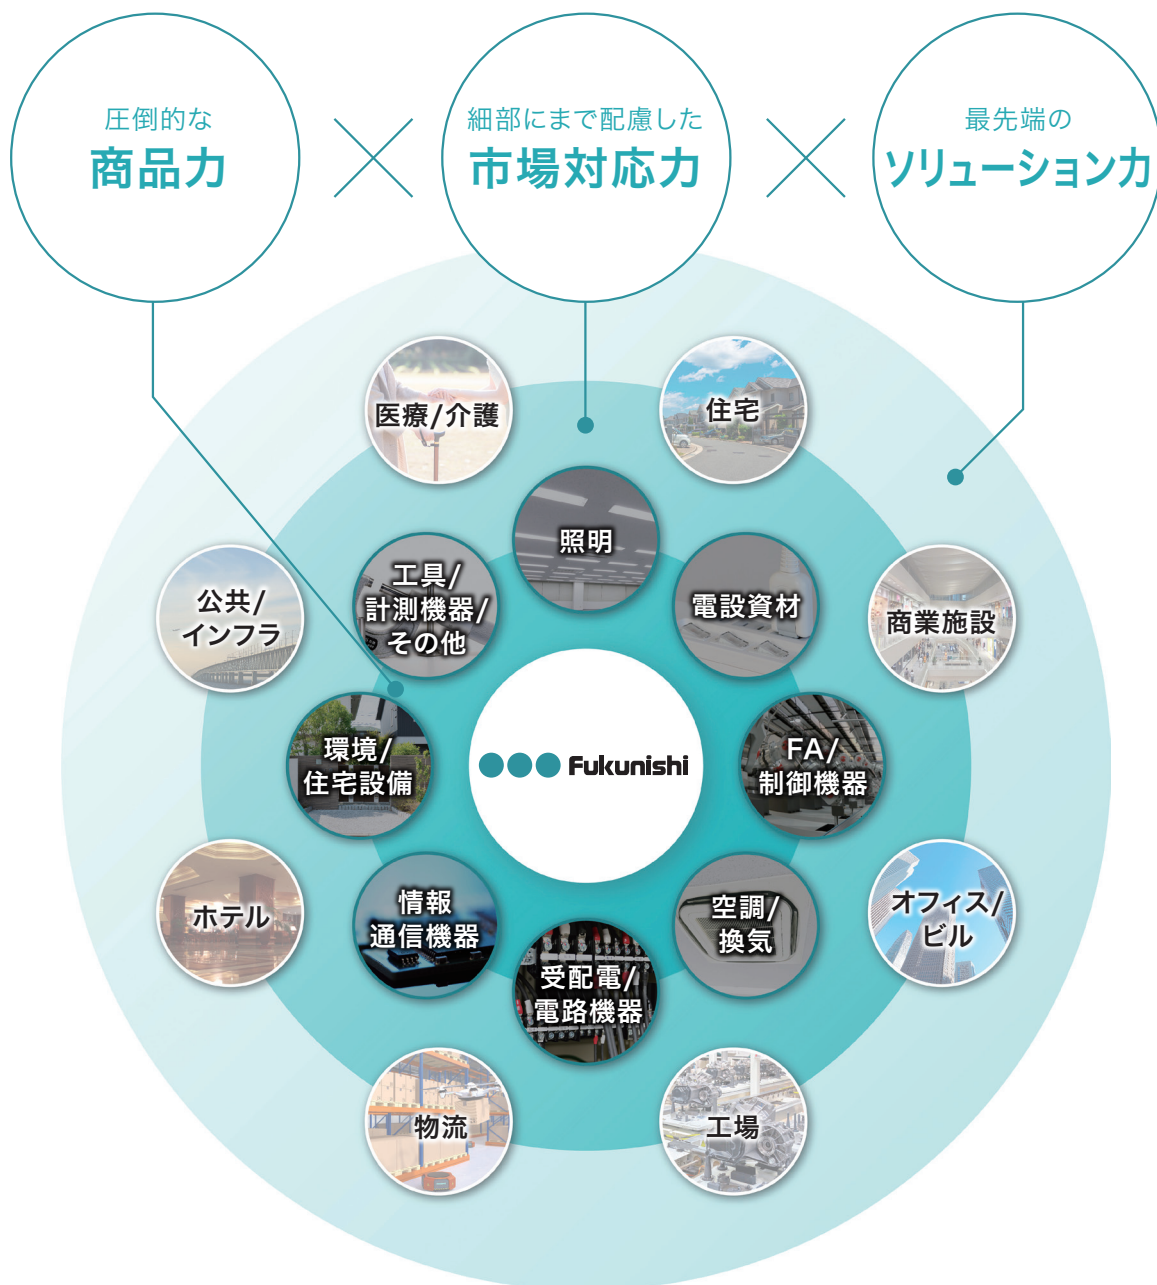 圧倒的な
商品力
細部にまで配慮した
市場対応力
最先端の
ソリューション力
医療/介護
住宅
照明
工具/
計測機器/
その他
電設資材
公共/
インフラ
商業施設
環境/
住宅設備
Fukunishi
FA/
制御機器
ホテル
情報
通信機器
空調/
換気
オフィス/
ビル
受配電/
電路機器
物流
工場